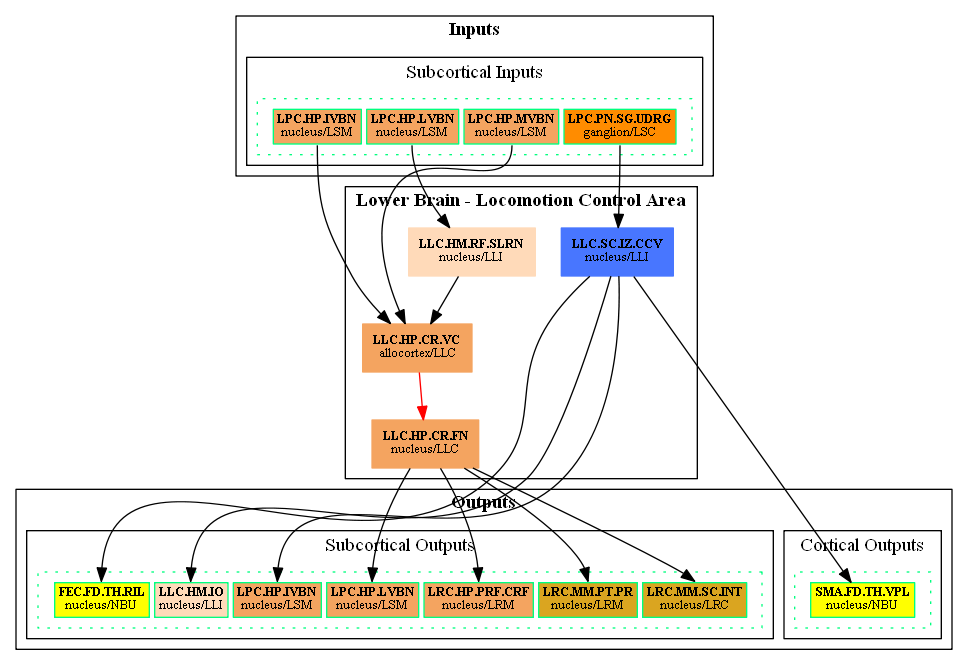 Inputs
Subcortical Inputs
LPC.HP.IVBN
nucleus/LSM
LPC.HP.LVBN
nucleus/LSM
LPC.HP.MVBN
nucleus/LSM
LPC.PN.SG.UDRG
ganglion/LSC
Lower Brain - Locomotion Control Area
LLC.HM.RF.SLRN
nucleus/LLI
LLC.SC.IZ.CCV
nucleus/LLI
LLC.HP.CR.VC
allocortex/LLC
LLC.HP.CR.FN
nucleus/LLC
Outputs
Subcortical Outputs
FEC.FD.TH.RIL
nucleus/NBU
LLC.HM.IO
nucleus/LLI
LPC.HP.IVBN
nucleus/LSM
LPC.HP.LVBN
nucleus/LSM
LRC.HP.PRF.CRF
nucleus/LRM
LRC.MM.PT.PR
nucleus/LRM
LRC.MM.SC.INT
nucleus/LRC
Cortical Outputs
SMA.FD.TH.VPL
nucleus/NBU